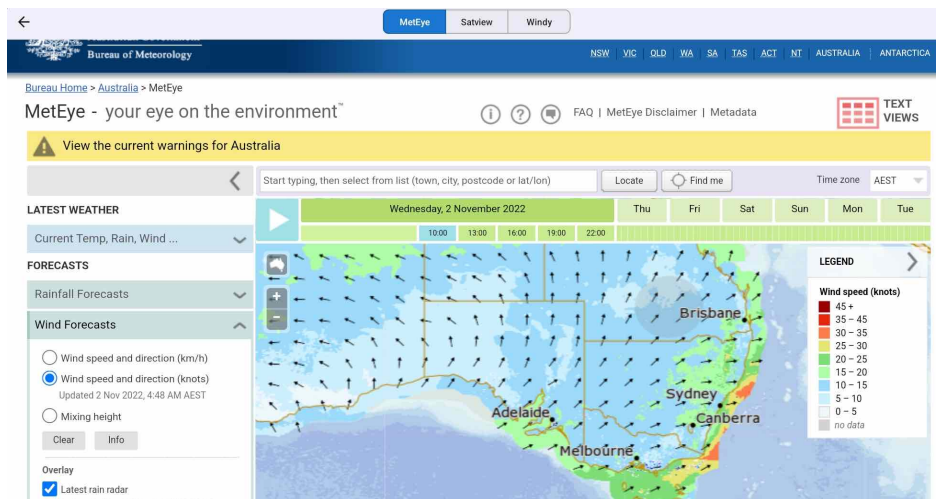 MetEye Satview Windy
Bureau of Meteorology
NSW VIC QLD WA SA TAS ACT NT AUSTRALIA ANTARCTICA
Bureau Home > Australia > MetEye
MetEye - your eye on the environment™
FAQ | MetEye Disclaimer | Metadata
TEXT
VIEWS
View the current warnings for Australia
Start typing, then select from list (town, city, postcode or lat/lon) Locate Find me Time zone AEST
LATEST WEATHER
Wednesday, 2 November 2022 Thu Fri Sat Sun Mon Tue
10:00 13:00 16:00 19:00 22:00
Current Temp, Rain, Wind ...
FORECASTS
Rainfall Forecasts
Wind Forecasts
Wind speed and direction (km/h)
Wind speed and direction (knots)
Updated 2 Nov 2022, 4:48 AM AEST
Mixing height
Clear Info
Overlay
Latest rain radar
Brisbane
Sydney
Canberra
Adelaide
Melbourne
LEGEND
Wind speed (knots)
45 +
35 – 45
30 – 35
25 – 30
20 – 25
15 – 20
10 – 15
5 – 10
0 – 5
no data